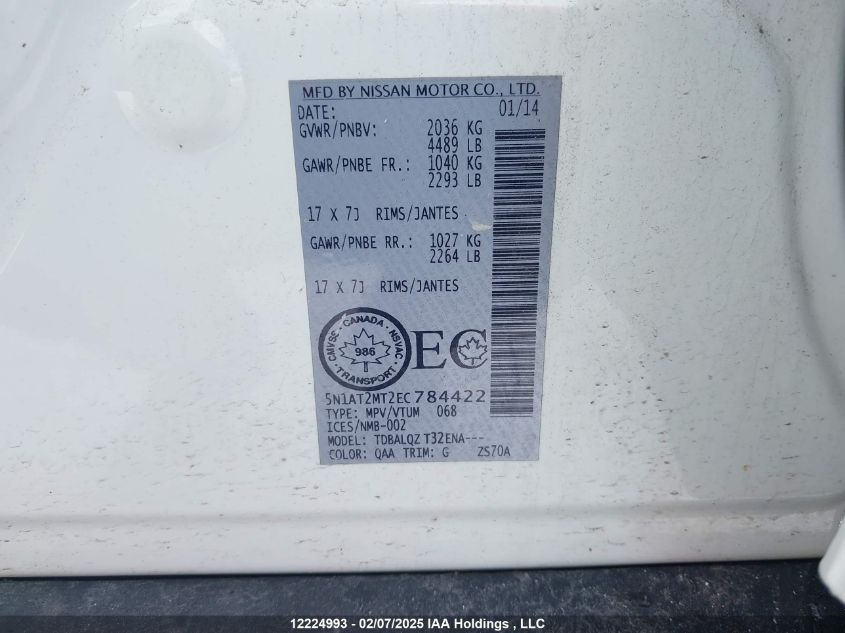 MFD BY NISSAN MOTOR CO., LTD.
DATE: 01/14
GVWR/PNBV: 2036 KG
4489 LB
GAWR/PNBE FR.: 1040 KG
2293 LB
17 X 7J RIMS/JANTES
GAWR/PNBE RR.: 1027 KG
2264 LB
17 X 7J RIMS/JANTES
CANADA · NSVAC · TRANSPORT · CMVSS ·
986
EC
5N1AT2MT2EC784422
TYPE: MPV/VTUM 068
ICES/NMB-002
MODEL: TDBALQZ T32ENA---
COLOR: QAA TRIM: G ZS70A
12224993 - 02/07/2025 IAA Holdings, LLC